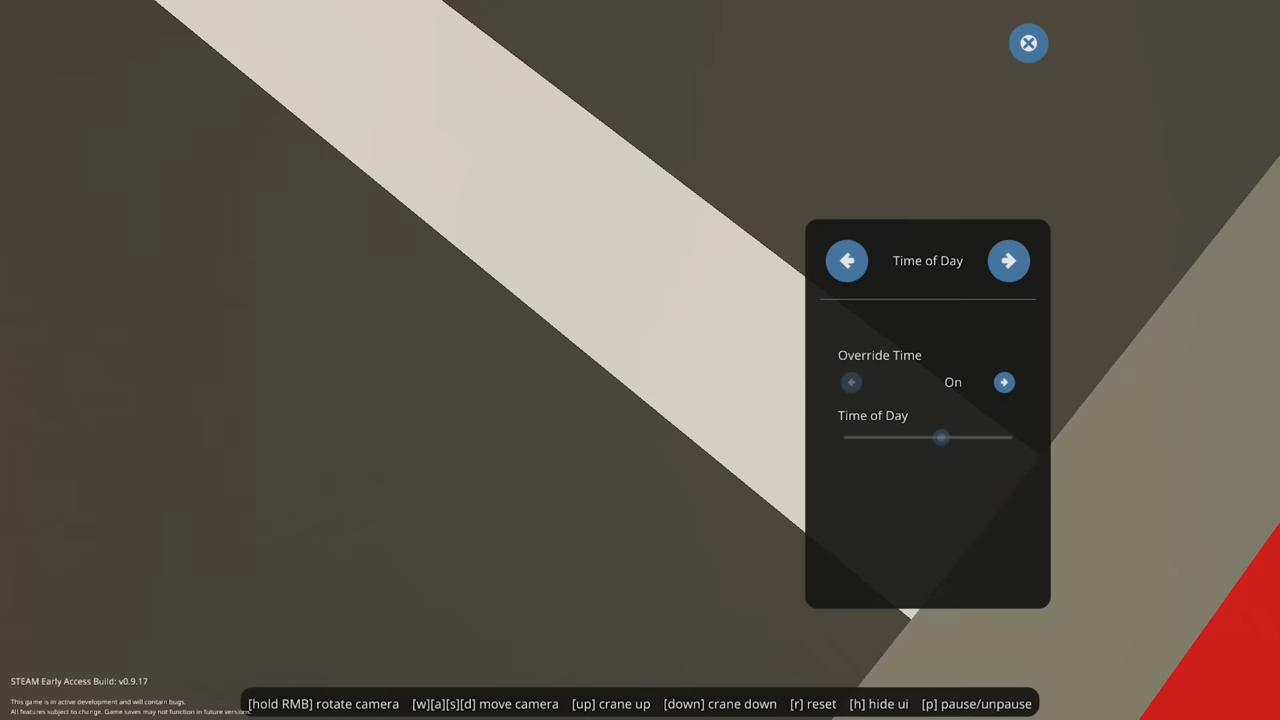 Time of Day
Override Time
On
Time of Day
STEAM Early Access Build: v0.9.17
This game is in active development and will contain bugs.
All features subject to change. Game saves may not function in future versions
[hold RMB] rotate camera [w][a][s][d] move camera [up] crane up [down] crane down [r] reset [h] hide ui [p] pause/unpause